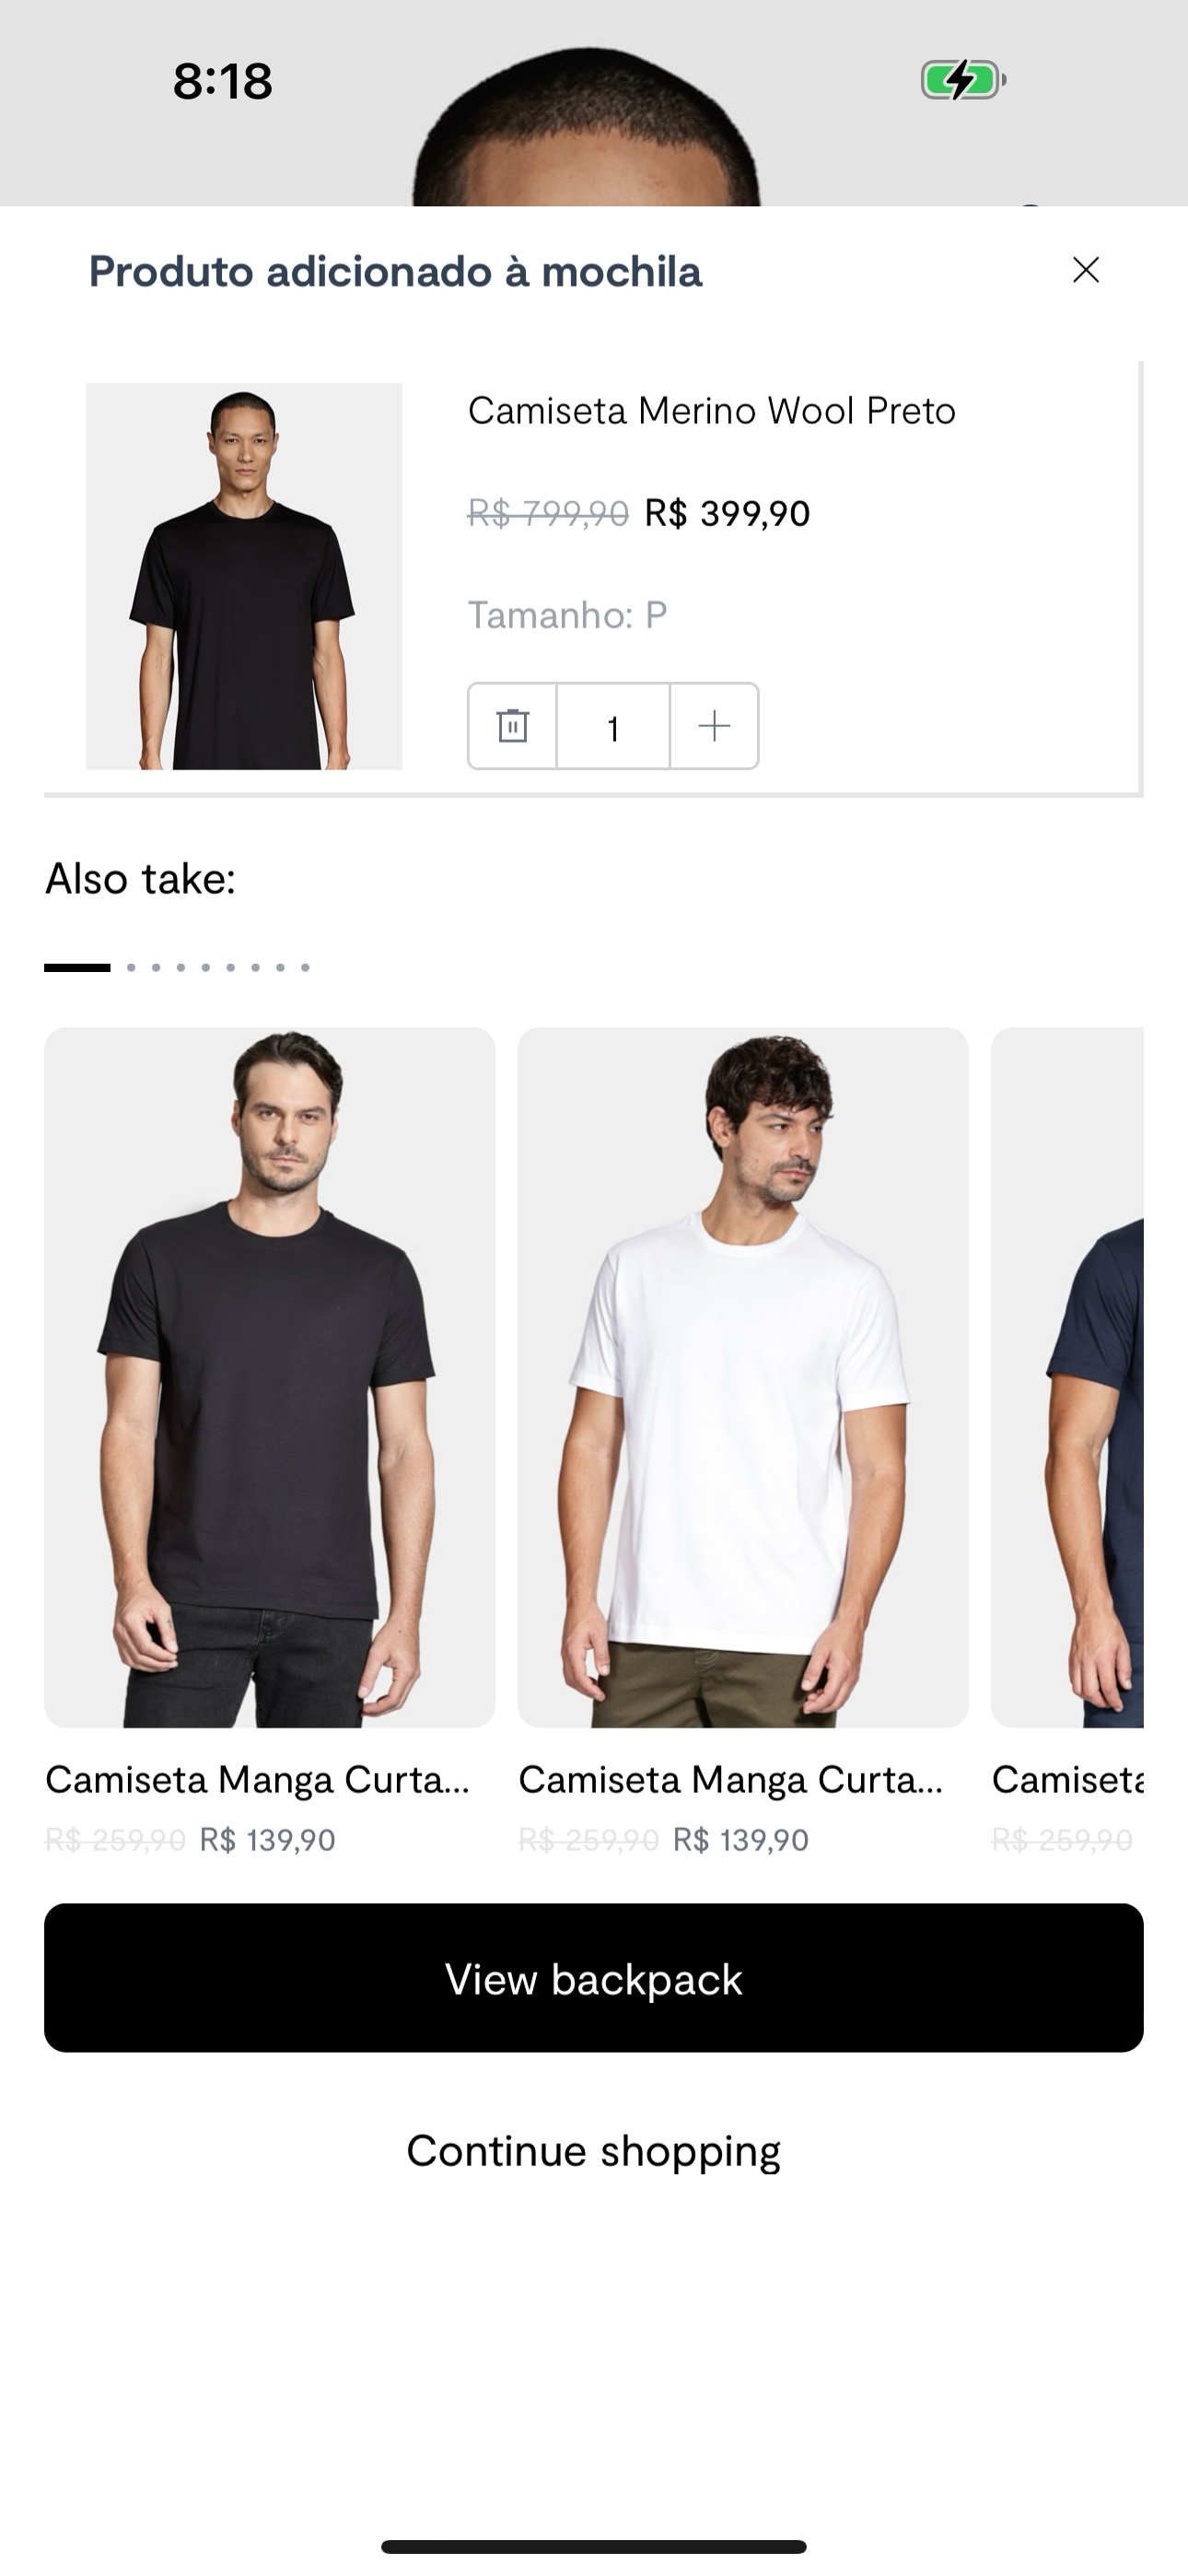 8:18
Produto adicionado à mochila
Camiseta Merino Wool Preto
R$ 799,90 R$ 399,90
Tamanho: P
1
Also take:
Camiseta Manga Curta... Camiseta Manga Curta... Camiseta
R$ 259,90 R$ 139,90 R$ 259,90 R$ 139,90 R$ 259,90
View backpack
Continue shopping